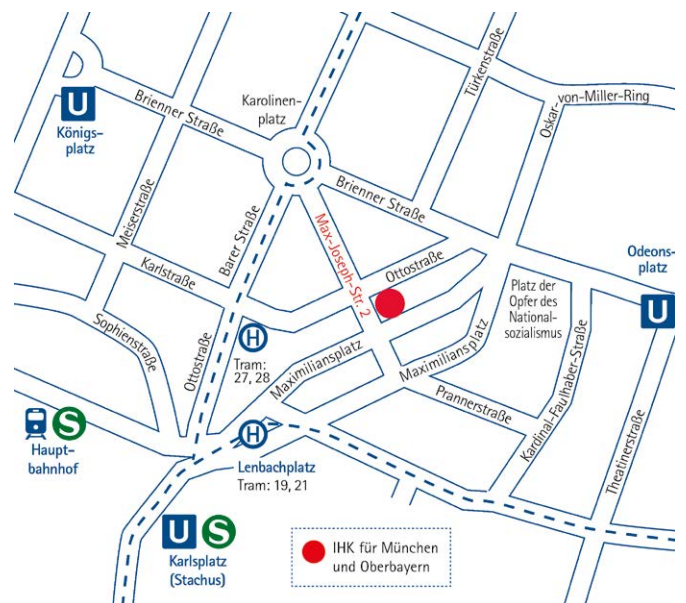 U
Königs-
platz
Brienner
Straße
Karolinen-
platz
Türkenstraße
Oskar-von-Miller-Ring
Meiserstraße
Barer Straße
Brienner Straße
Max-Joseph-Str. 2
Ottostraße
Karlstraße
Sophienstraße
Ottostraße
H
Tram:
27, 28
Maximiliansplatz
Maximiliansplatz
Platz der
Opfer des
National-
sozialismus
Odeons-
platz
U
Prannerstraße
Kardinal-Faulhaber-Straße
Theatinerstraße
S
Haupt-
bahnhof
H
Lenbachplatz
Tram: 19, 21
U S
Karlsplatz
(Stachus)
IHK für München
und Oberbayern